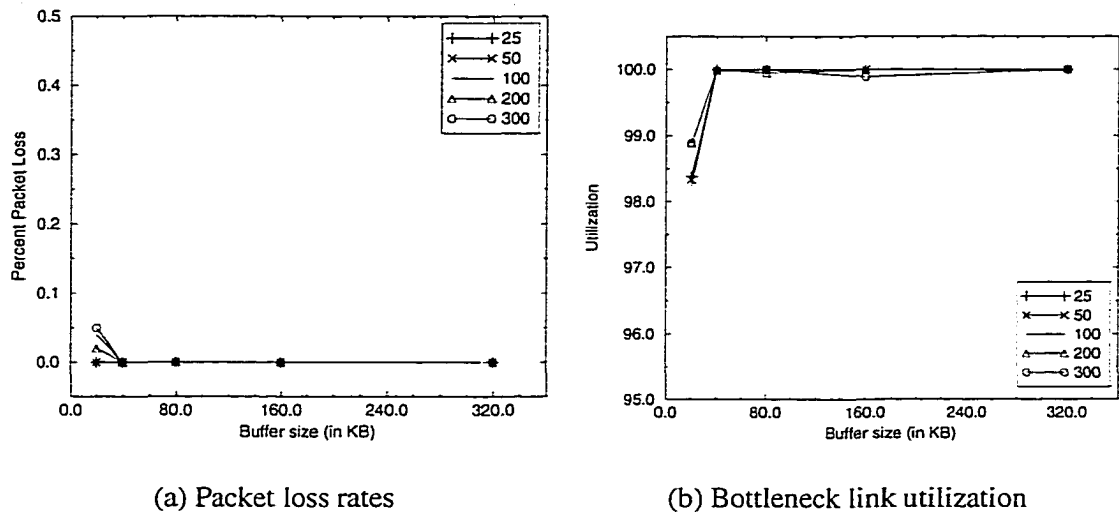 0.5
0.4
0.3
0.2
0.1
0.0
Percent Packet Loss
25
50
100
200
300
0.0 80.0 160.0 240.0 320.0
Buffer size (in KB)
(a) Packet loss rates
100.0
99.0
98.0
97.0
96.0
95.0
Utilization
25
50
100
200
300
0.0 80.0 160.0 240.0 320.0
Buffer size (in KB)
(b) Bottleneck link utilization